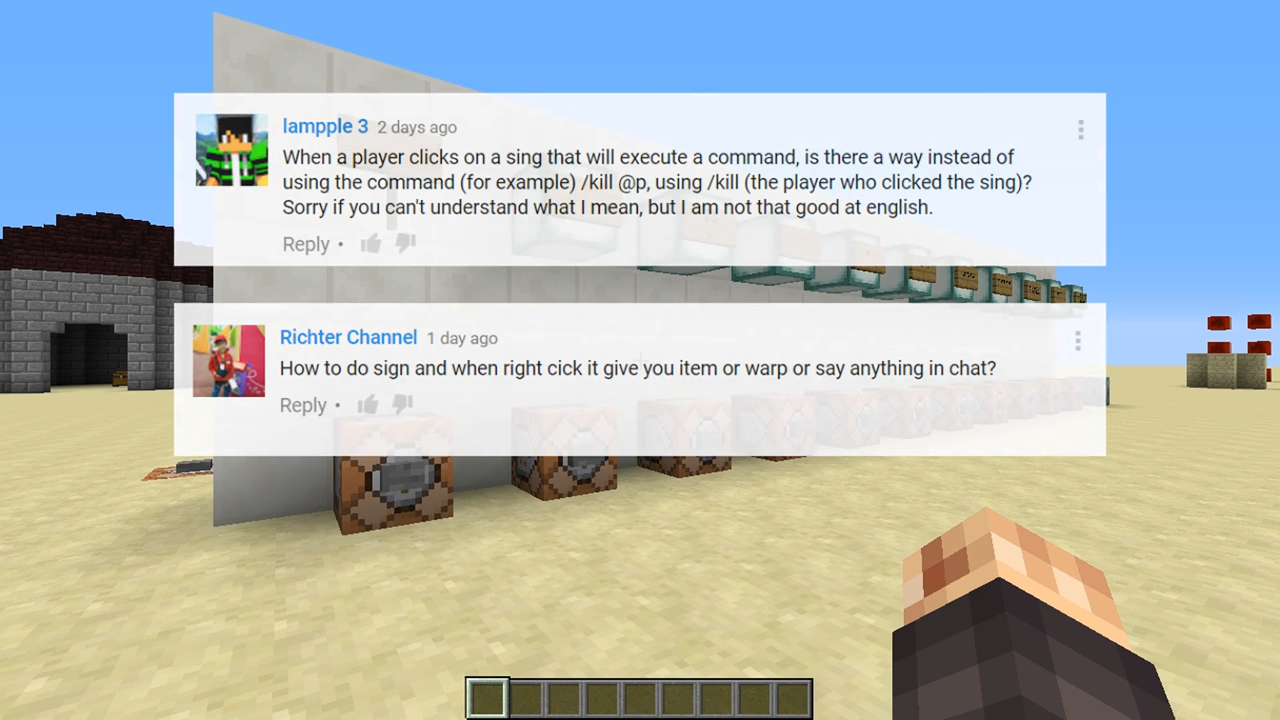 lampple 3 2 days ago
When a player clicks on a sing that will execute a command, is there a way instead of
using the command (for example) /kill @p, using /kill (the player who clicked the sing)?
Sorry if you can't understand what I mean, but I am not that good at english.
Reply •
Richter Channel 1 day ago
How to do sign and when right cick it give you item or warp or say anything in chat?
Reply •